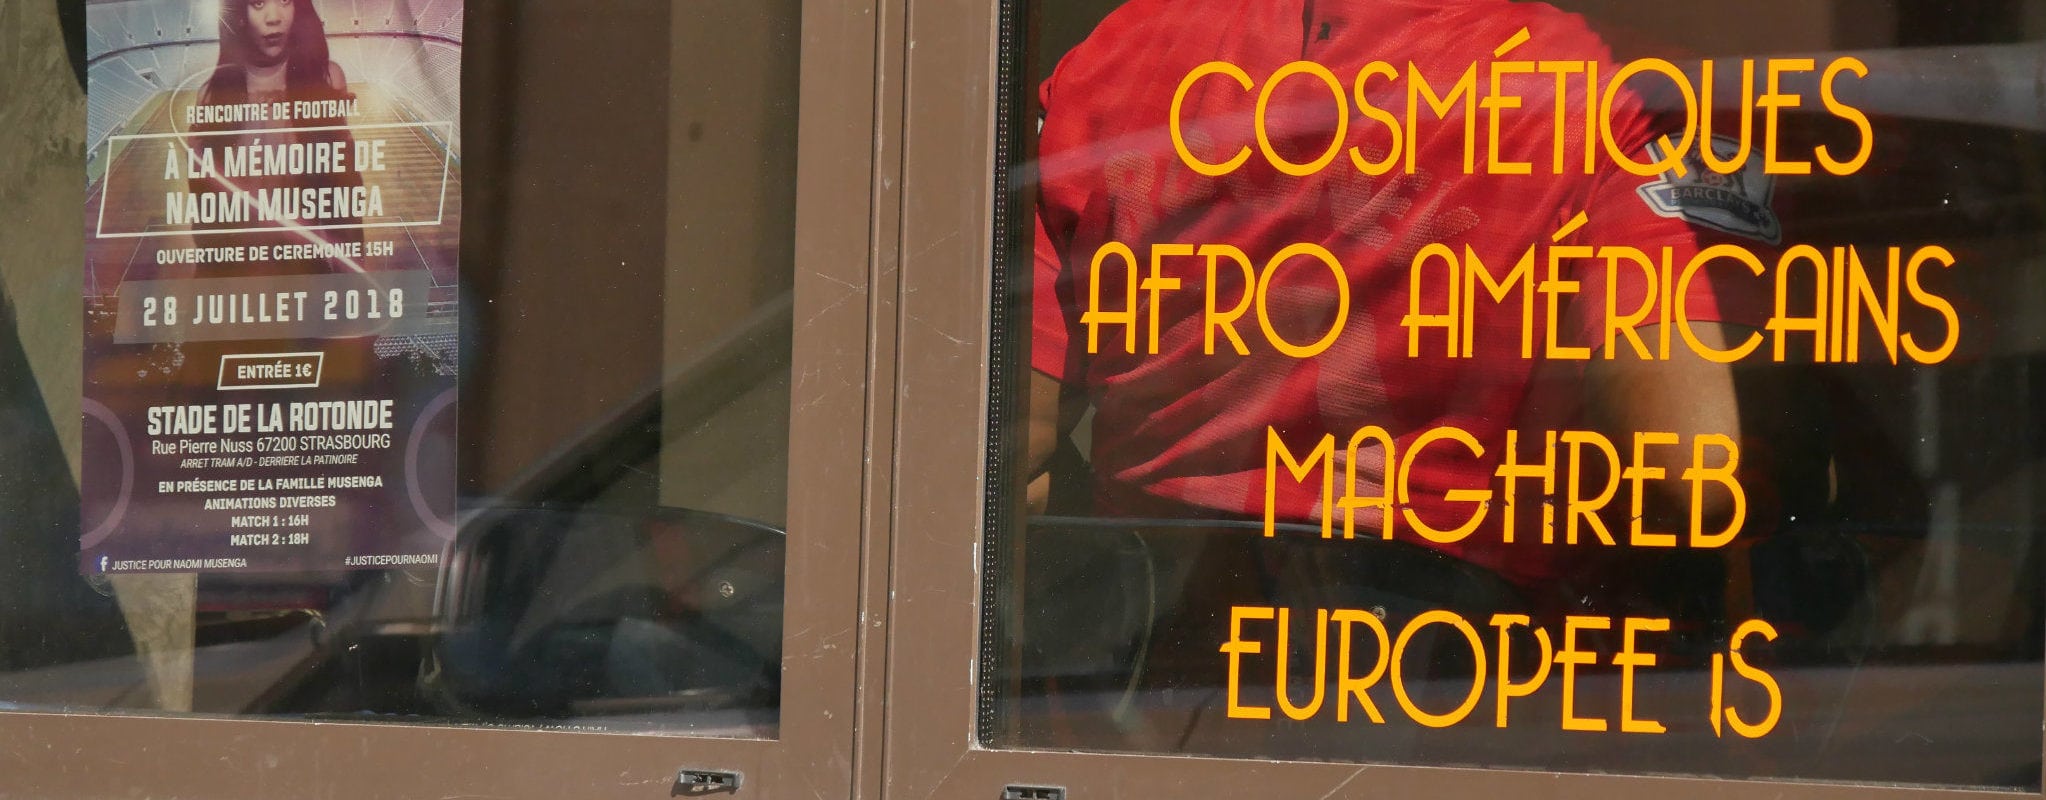 RENCONTRE DE FOOTBALL
À LA MÉMOIRE DE
NAOMI MUSENGA
OUVERTURE DE CEREMONIE 15H
28 JUILLET 2018
ENTRÉE 1€
STADE DE LA ROTONDE
Rue Pierre Nuss 67200 STRASBOURG
ARRET TRAM A/D - DERRIERE LA PATINOIRE
EN PRÉSENCE DE LA FAMILLE MUSENGA
ANIMATIONS DIVERSES
MATCH 1 : 16H
MATCH 2 : 18H
f JUSTICE POUR NAOMI MUSENGA
#JUSTICEPOURNAOMI
COSMÉTIQUES
AFRO AMÉRICAINS
MAGHREB
EUROPEE iS
BARCLAYS